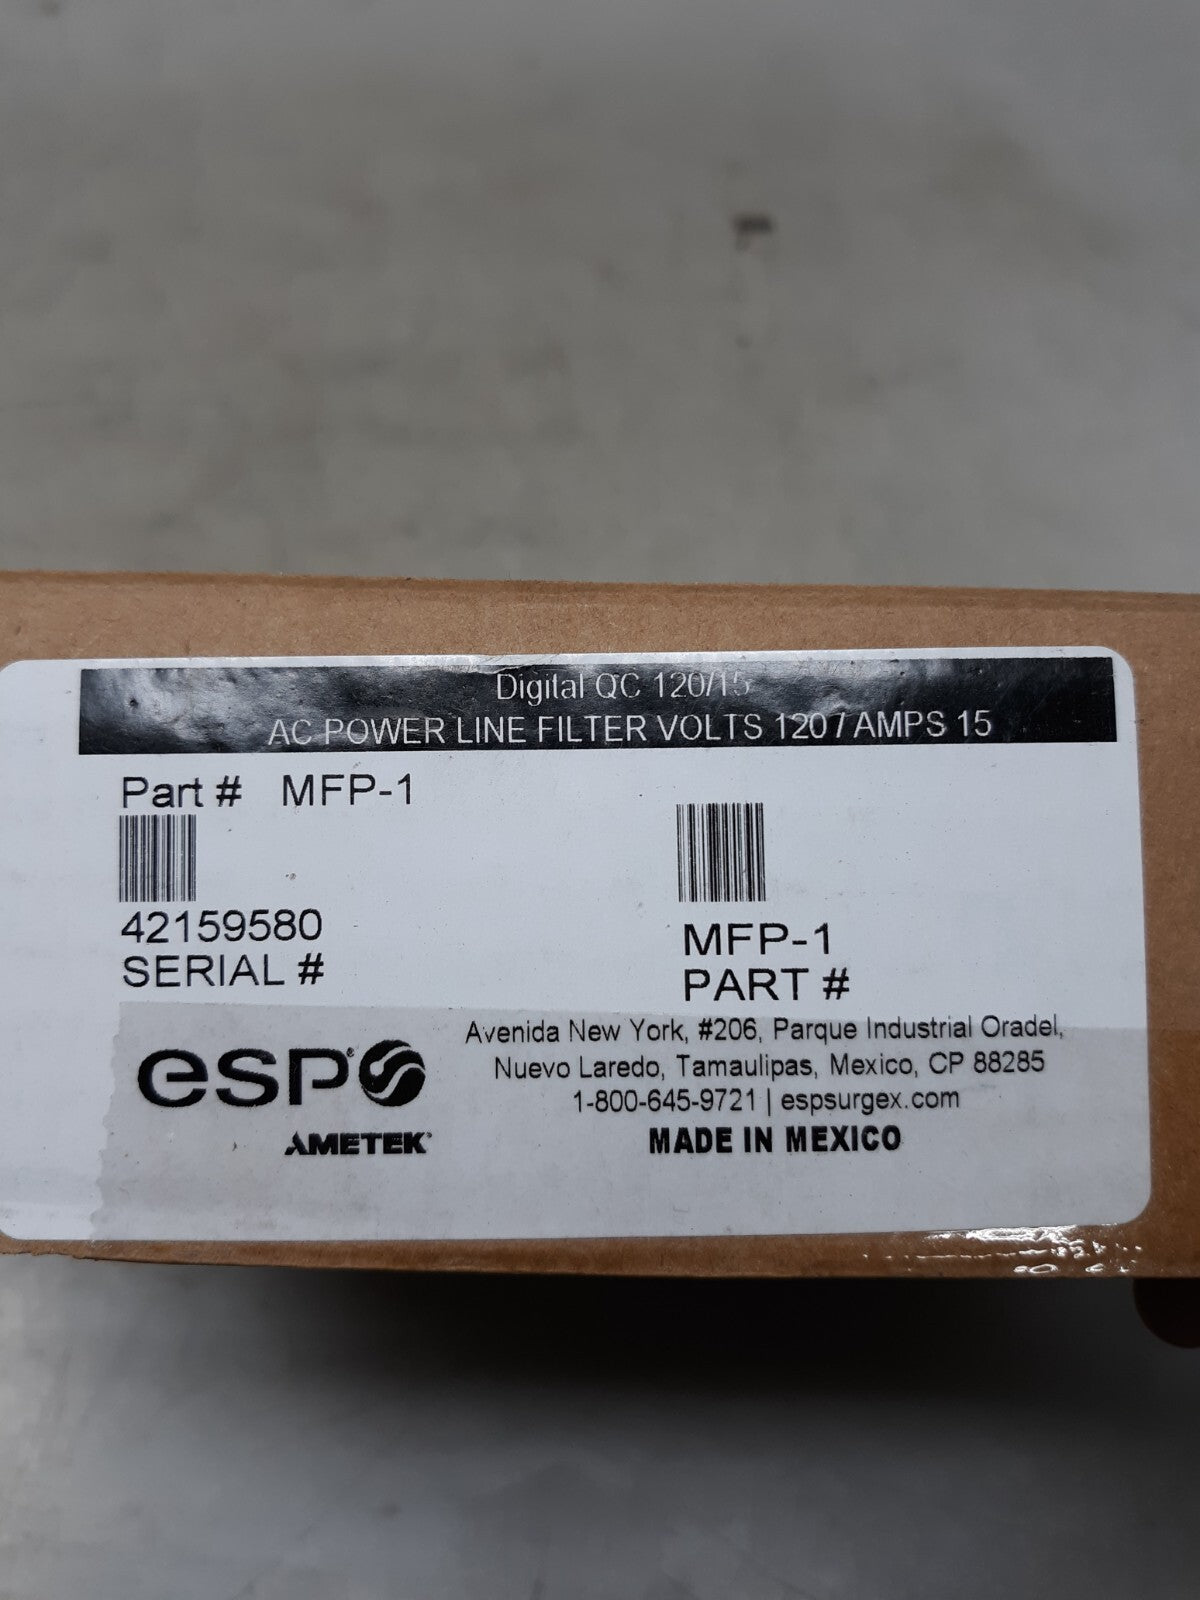 Digital QC 120/15
AC POWER LINE FILTER VOLTS 120 / AMPS 15
Part # MFP-1
42159580
SERIAL #
MFP-1
PART #
esp
AMETEK
Avenida New York, #206, Parque Industrial Oradel,
Nuevo Laredo, Tamaulipas, Mexico, CP 88285
1-800-645-9721 | espsurgex.com
MADE IN MEXICO